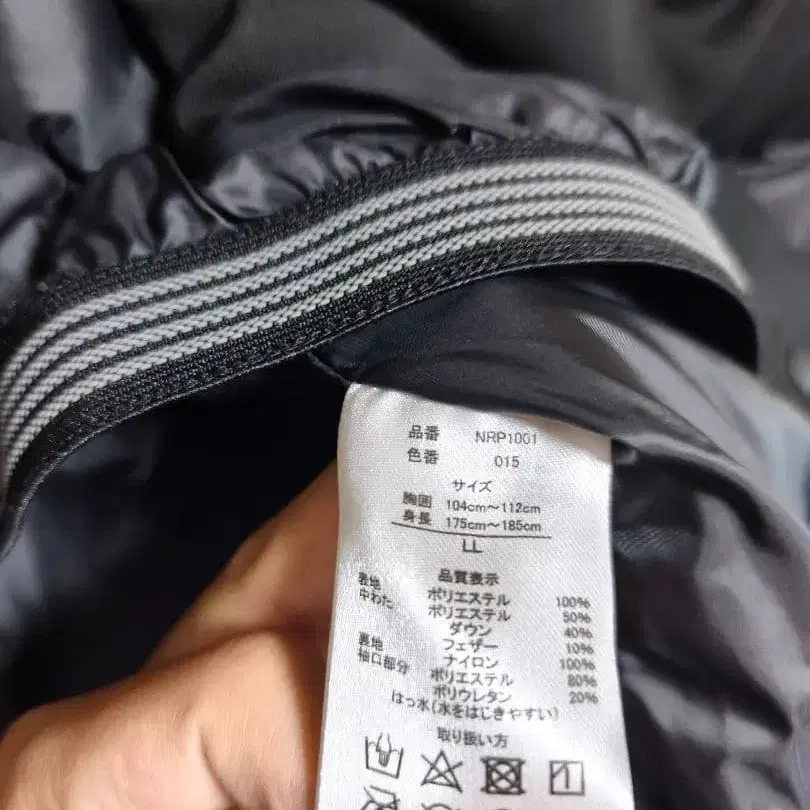 品番 NRP1001
色番 015
サイズ
胸囲 104cm～112cm
身長 175cm～185cm
LL
品質表示
表地 ポリエステル 100%
中わた ポリエステル 50%
ダウン 40%
フェザー 10%
裏地 ナイロン 100%
袖口部分 ポリエステル 80%
ポリウレタン 20%
はっ水(水をはじきやすい)
取り扱い方